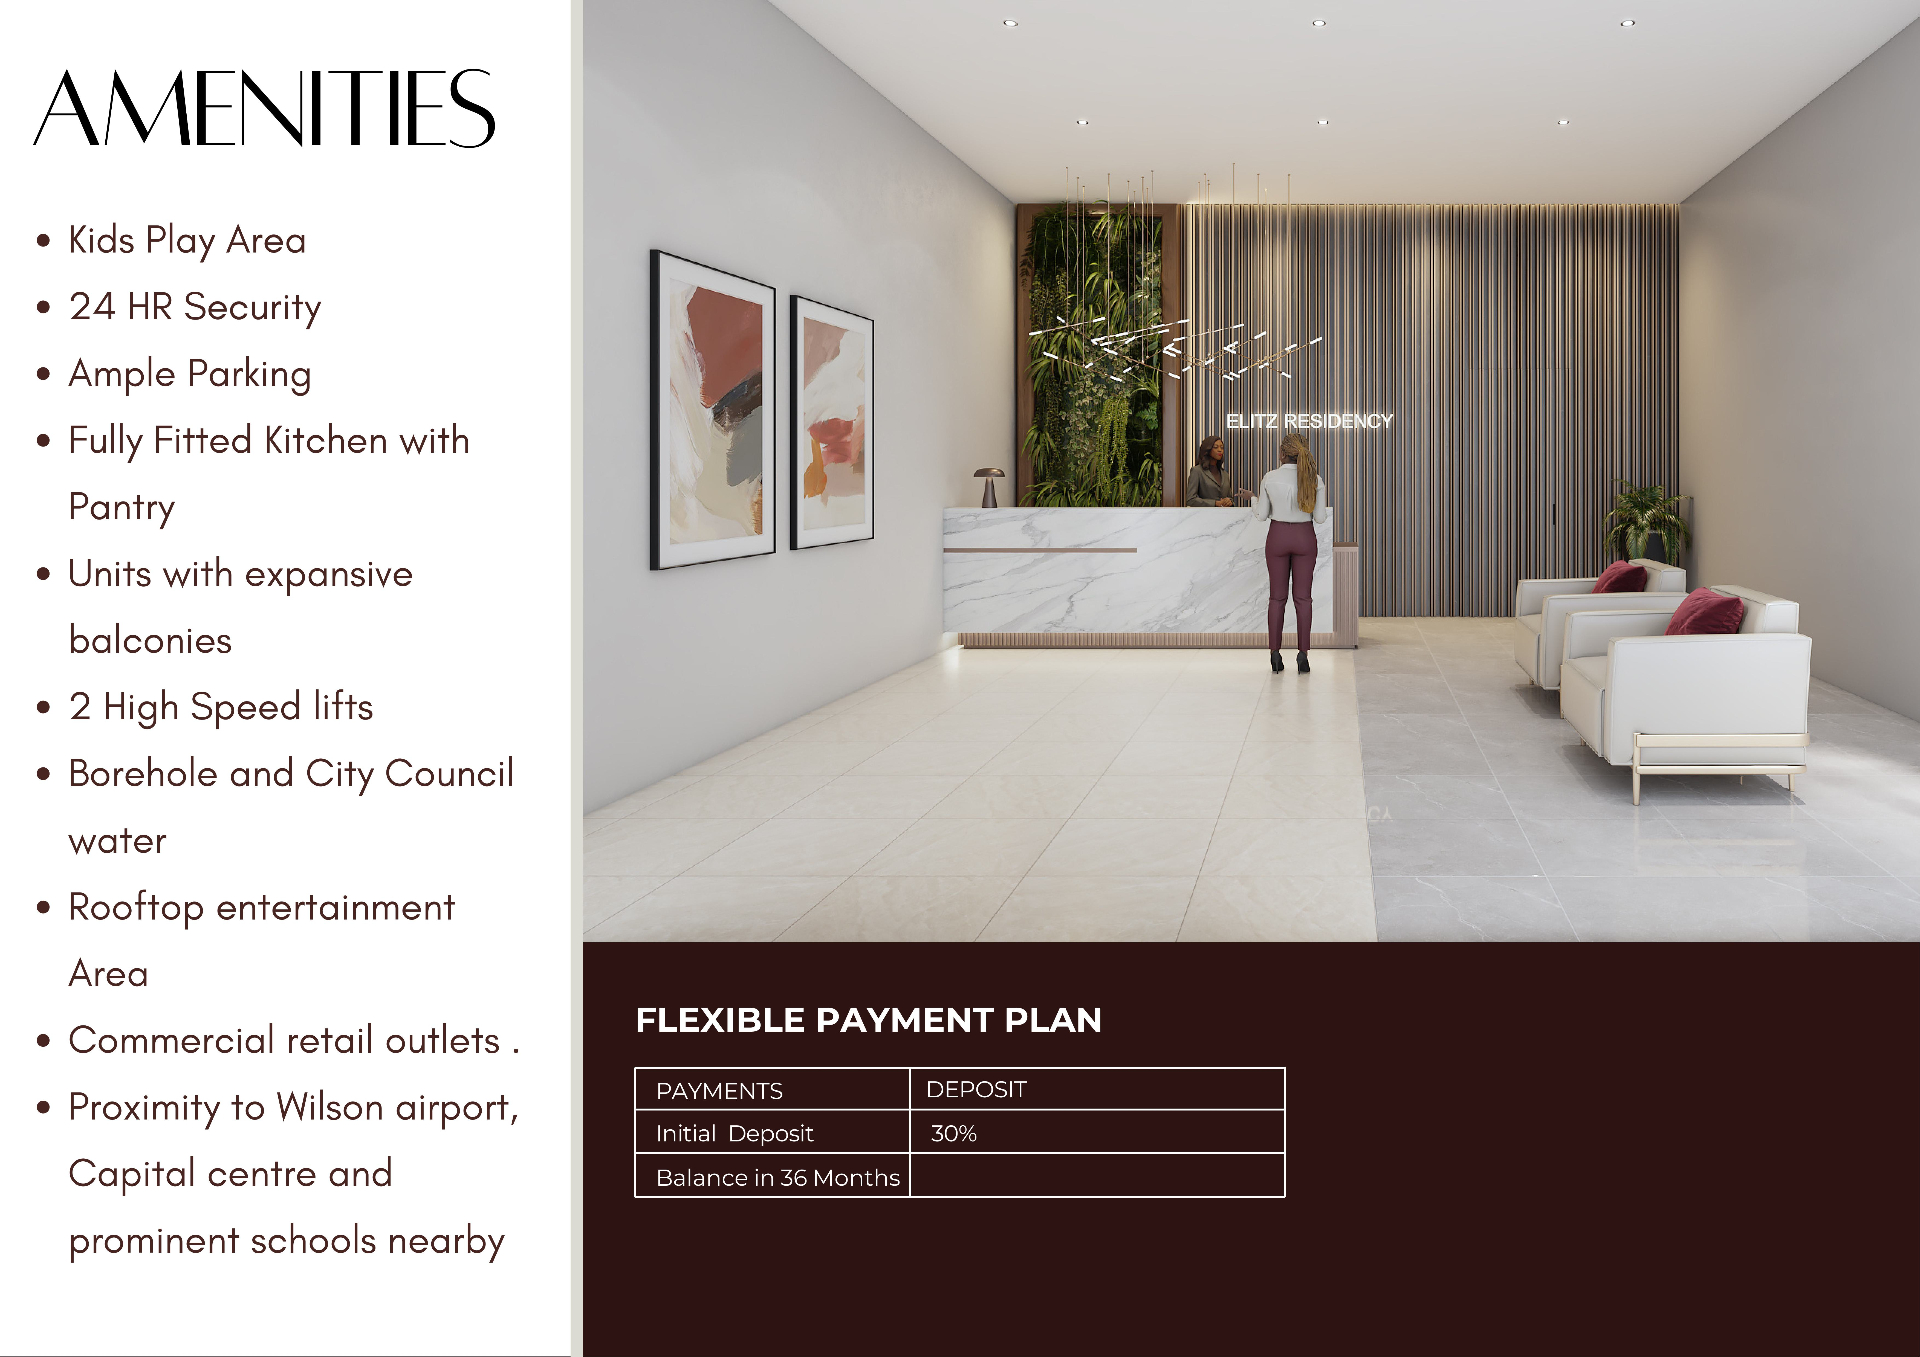 AMENITIES
• Kids Play Area
• 24 HR Security
• Ample Parking
• Fully Fitted Kitchen with
Pantry
• Units with expansive
balconies
• 2 High Speed lifts
• Borehole and City Council
water
• Rooftop entertainment
Area
• Commercial retail outlets .
• Proximity to Wilson airport,
Capital centre and
prominent schools nearby
ELITZ RESIDENCY
FLEXIBLE PAYMENT PLAN
PAYMENTS DEPOSIT
Initial Deposit 30%
Balance in 36 Months